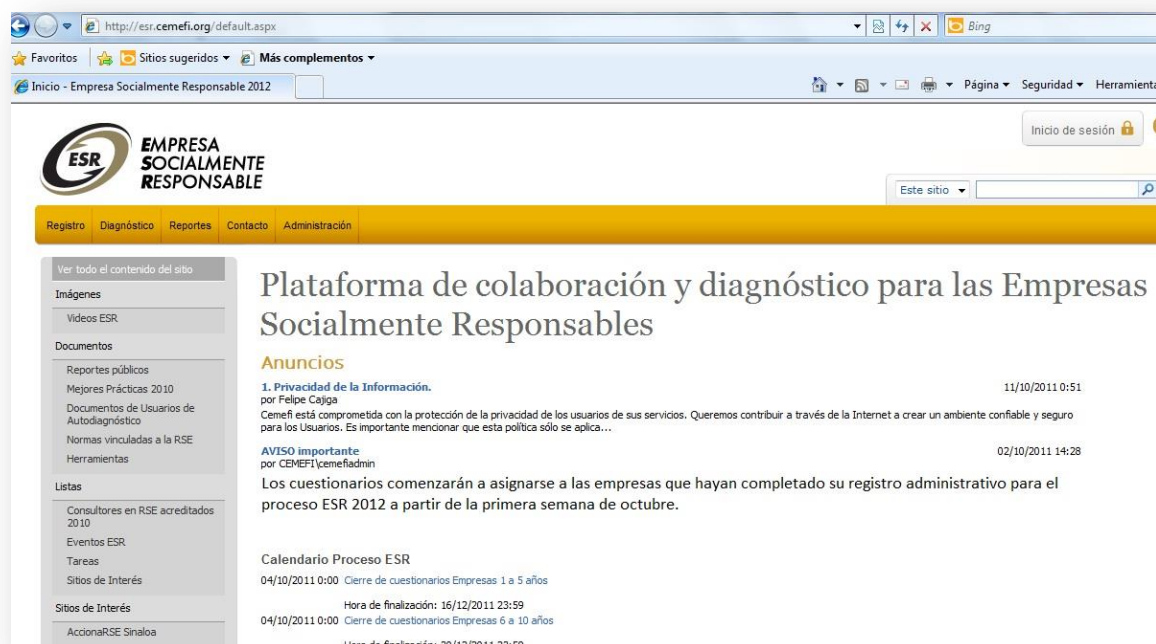 http://esr.cemefi.org/default.aspx
Bing
Favoritos
Sitios sugeridos
Más complementos
Inicio - Empresa Socialmente Responsable 2012
Página
Seguridad
Herramienta
Inicio de sesión
ESR
EMPRESA
SOCIALMENTE
RESPONSABLE
Este sitio
Registro Diagnóstico Reportes Contacto Administración
Ver todo el contenido del sitio
Imágenes
Videos ESR
Documentos
Reportes públicos
Mejores Prácticas 2010
Documentos de Usuarios de
Autodiagnóstico
Normas vinculadas a la RSE
Herramientas
Listas
Consultores en RSE acreditados
2010
Eventos ESR
Tareas
Sitios de Interés
Sitios de Interés
AccionaRSE Sinaloa
Plataforma de colaboración y diagnóstico para las Empresas
Socialmente Responsables
Anuncios
1. Privacidad de la Información. 11/10/2011 0:51
por Felipe Cajiga
Cemefi está comprometida con la protección de la privacidad de los usuarios de sus servicios. Queremos contribuir a través de la Internet a crear un ambiente confiable y seguro
para los Usuarios. Es importante mencionar que esta política sólo se aplica...
AVISO importante 02/10/2011 14:28
por CEMEFI\cemefiadmin
Los cuestionarios comenzarán a asignarse a las empresas que hayan completado su registro administrativo para el
proceso ESR 2012 a partir de la primera semana de octubre.
Calendario Proceso ESR
04/10/2011 0:00 Cierre de cuestionarios Empresas 1 a 5 años
Hora de finalización: 16/12/2011 23:59
04/10/2011 0:00 Cierre de cuestionarios Empresas 6 a 10 años